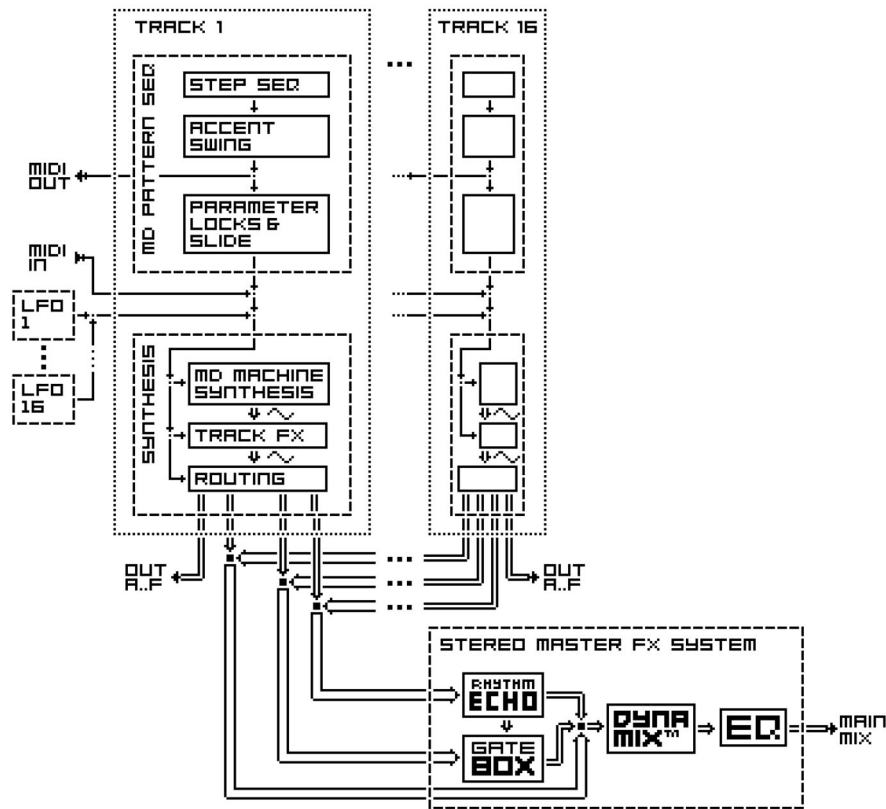 TRACK 1
TRACK 16
MD PATTERN SEQ
STEP SEQ
ACCENT
SWING
PARAMETER
LOCKS &
SLIDE
MIDI
OUT
MIDI
IN
LFO
1
LFO
16
SYNTHESIS
MD MACHINE
SYNTHESIS
TRACK FX
ROUTING
OUT
A..F
OUT
A..F
STEREO MASTER FX SYSTEM
RHYTHM
ECHO
GATE
BOX
DYNA
MIX™
EQ
MAIN
MIX